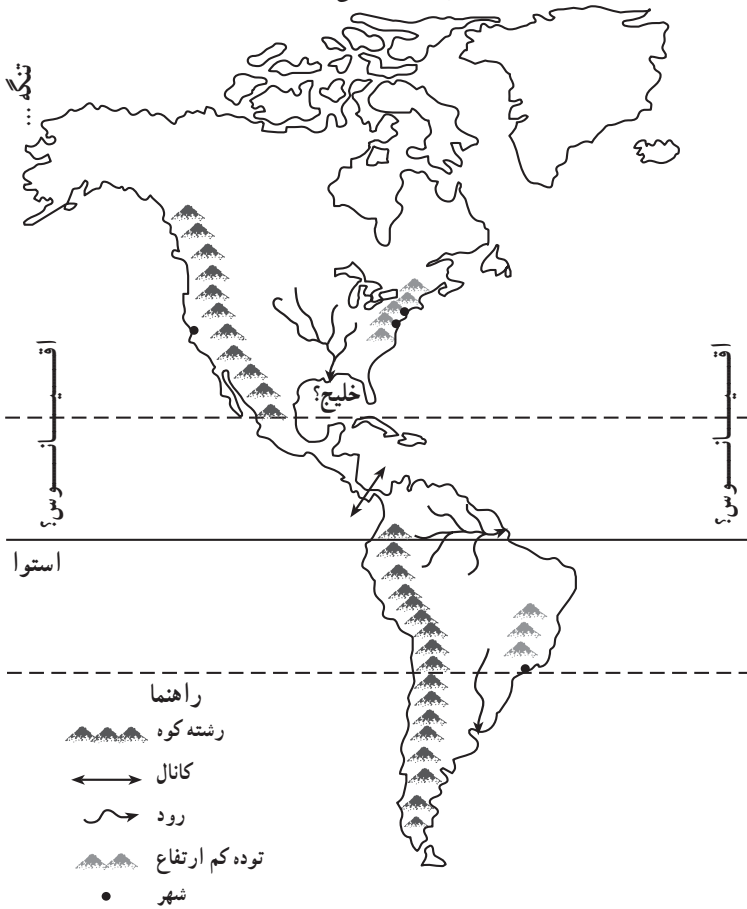 تنگه ...
اقیانوس؟
خلیج؟
اقیانوس؟
استوا
راهنما
رشته کوه
کانال
رود
توده کم ارتفاع
شهر